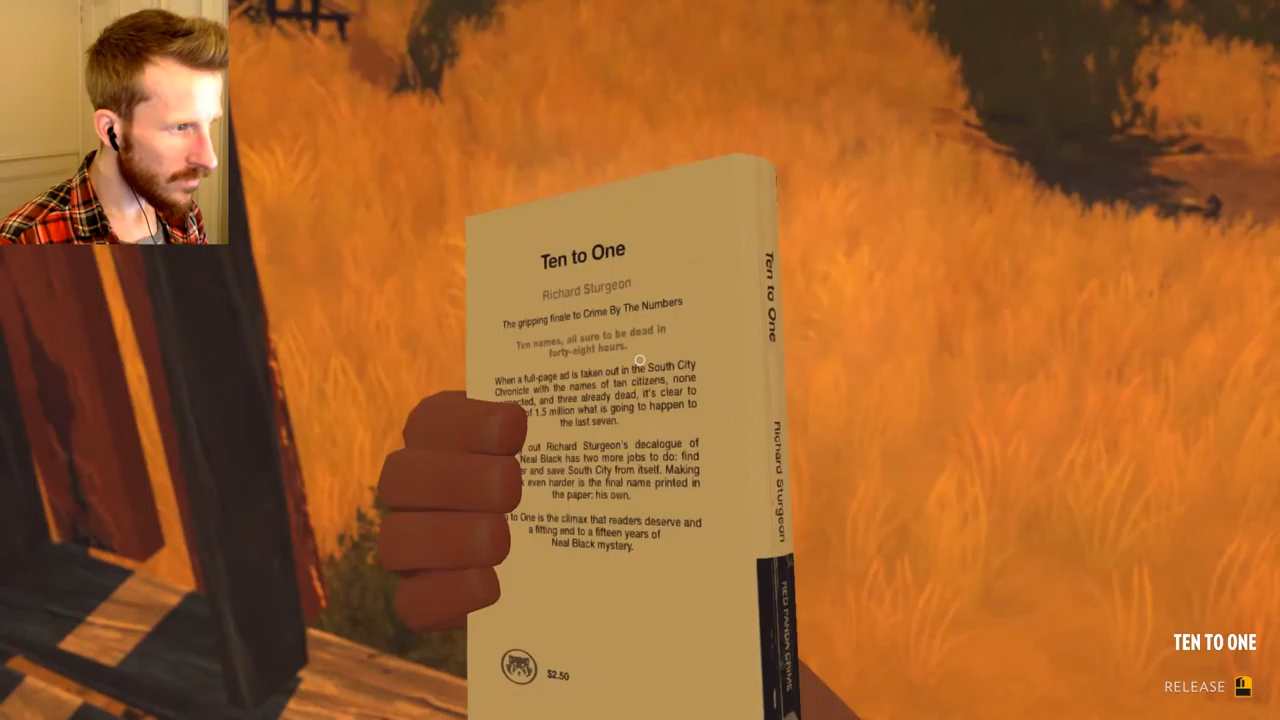 Ten to One
Richard Sturgeon
The gripping finale to Crime By The Numbers
Ten names, all sure to be dead in
forty-eight hours.
When a full-page ad is taken out in the South City
Chronicle with the names of ten citizens, none
and three already dead, it's clear to
of 1.5 million what is going to happen to
the last seven.
out Richard Sturgeon's decalogue of
Neal Black has two more jobs to do: find
and save South City from itself. Making
even harder is the final name printed in
the paper: his own.
to One is the climax that readers deserve and
a fitting end to a fifteen years of
Neal Black mystery.
$2.50
Ten to One
Richard Sturgeon
RED PANDA CRIME
TEN TO ONE
RELEASE